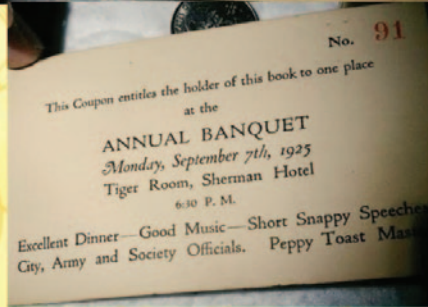 No. 91
This Coupon entitles the holder of this book to one place
at the
ANNUAL BANQUET
Monday, September 7th, 1925
Tiger Room, Sherman Hotel
6:30 P. M.
Excellent Dinner—Good Music—Short Snappy Speeches
City, Army and Society Officials. Peppy Toast Mas